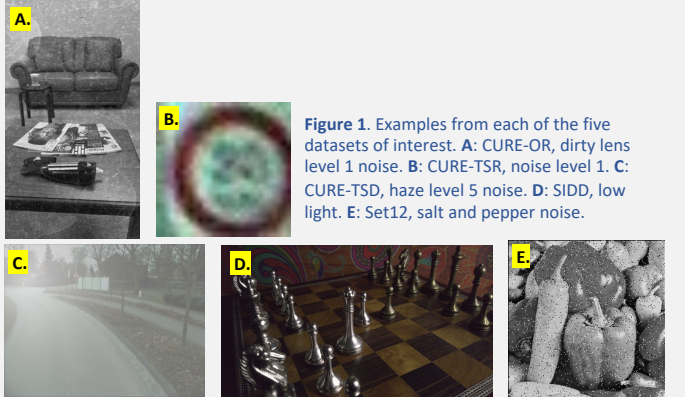 A.
B.
Figure 1. Examples from each of the five
datasets of interest. A: CURE-OR, dirty lens
level 1 noise. B: CURE-TSR, noise level 1. C:
CURE-TSD, haze level 5 noise. D: SIDD, low
light. E: Set12, salt and pepper noise.
C.
D.
E.